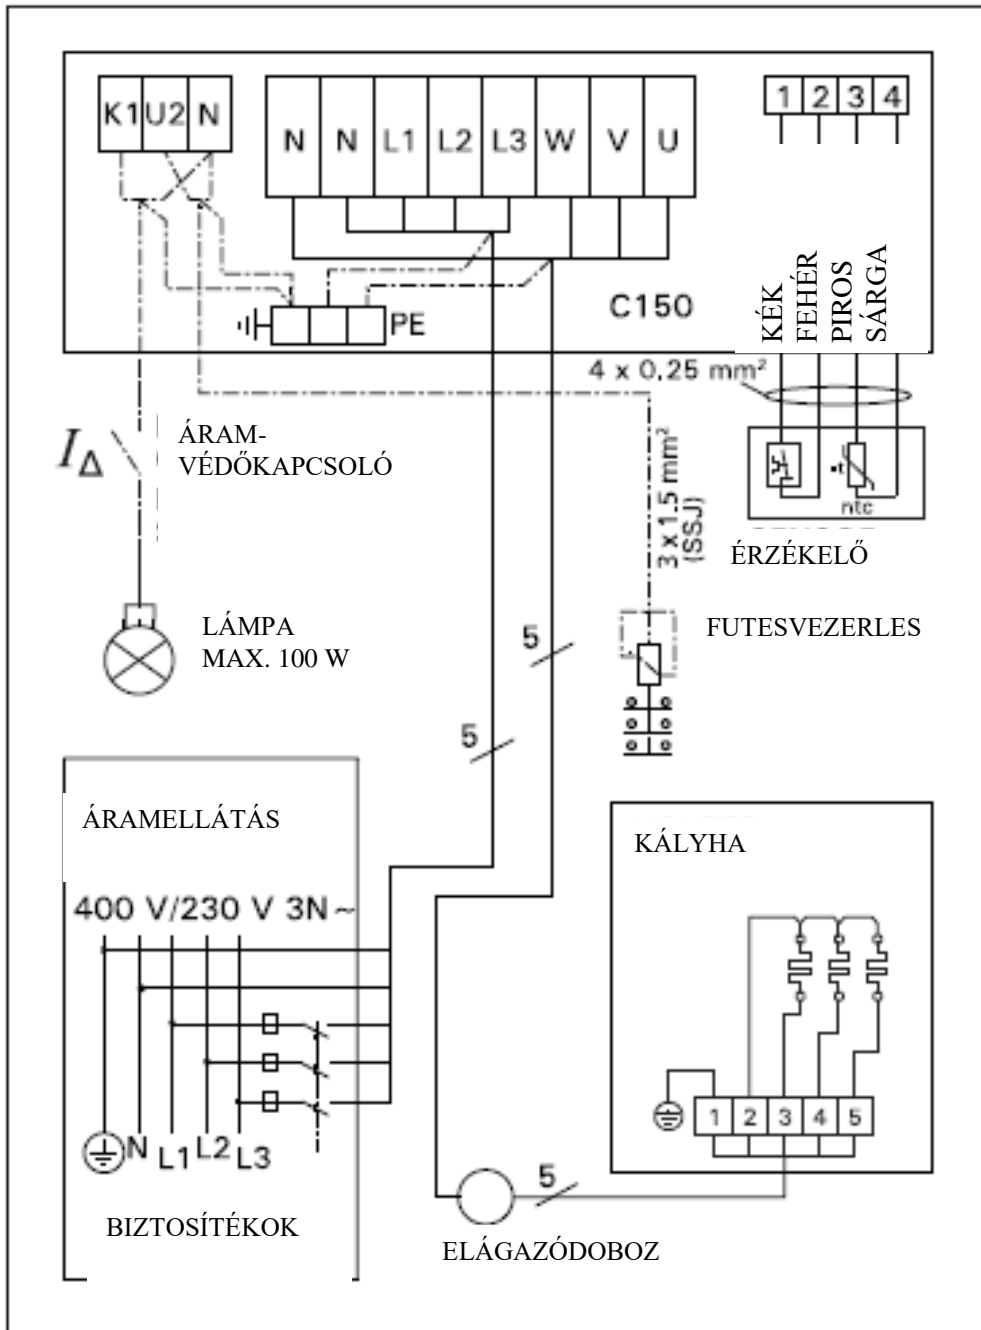 K1 U2 N
N N L1 L2 L3 W V U
1 2 3 4
PE
C150
KÉK
FEHÉR
PIROS
SÁRGA
4 x 0.25 mm²
I∆
ÁRAM-
VÉDŐKAPCSOLÓ
3 x 1.5 mm²
(SSJ)
t
ntc
ÉRZÉKELŐ
LÁMPA
MAX. 100 W
5
FUTESVEZERLES
5
ÁRAMELLÁTÁS
400 V/230 V 3N ~
N L1 L2 L3
BIZTOSÍTÉKOK
KÁLYHA
1 2 3 4 5
5
ELÁGAZÓDOBOZ